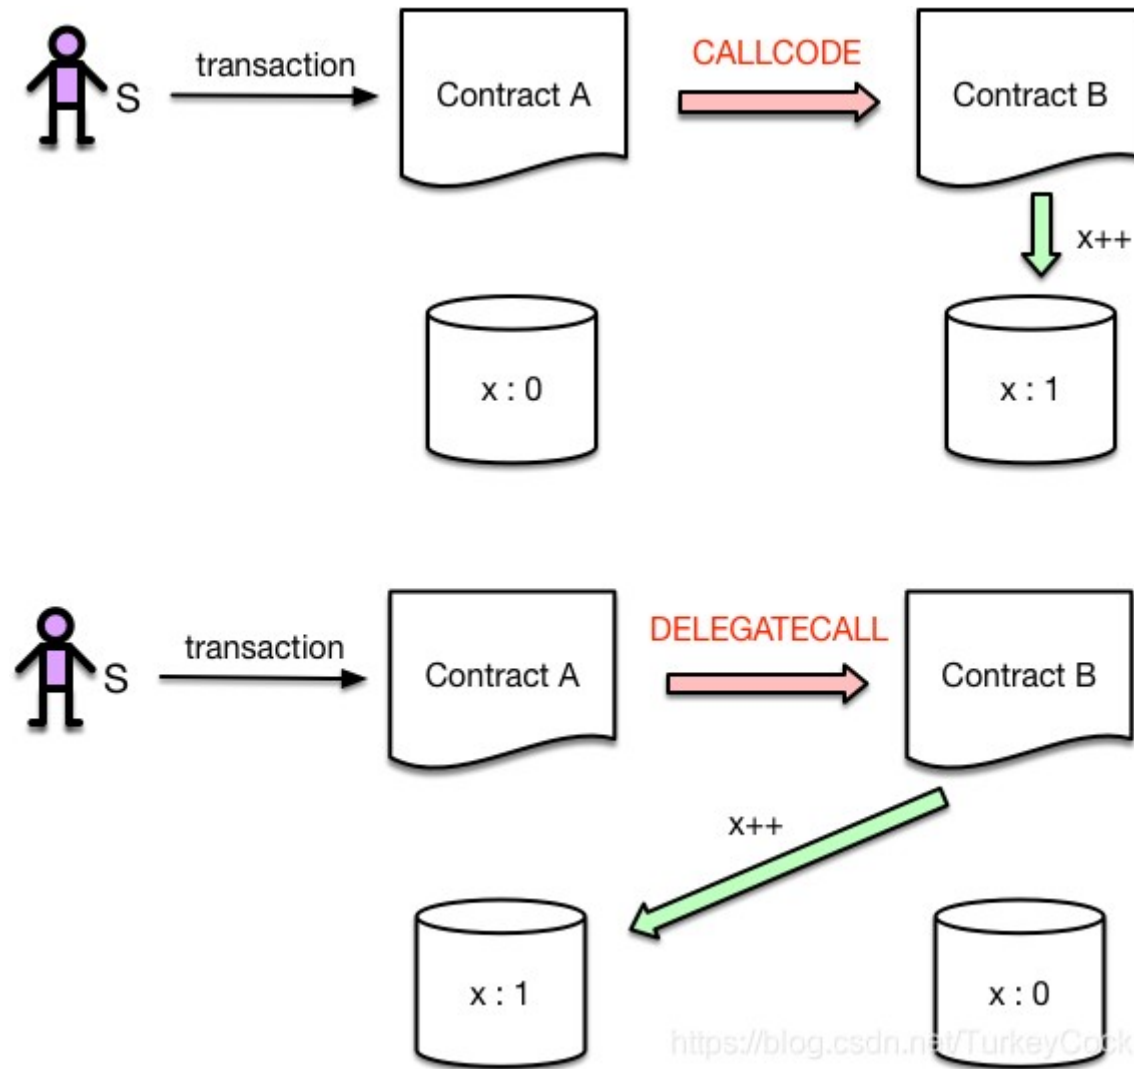 S
transaction
Contract A
CALLCODE
Contract B
x++
x : 0
x : 1
S
transaction
Contract A
DELEGATECALL
Contract B
x++
x : 1
x : 0
https://blog.csdn.net/TurkeyCock